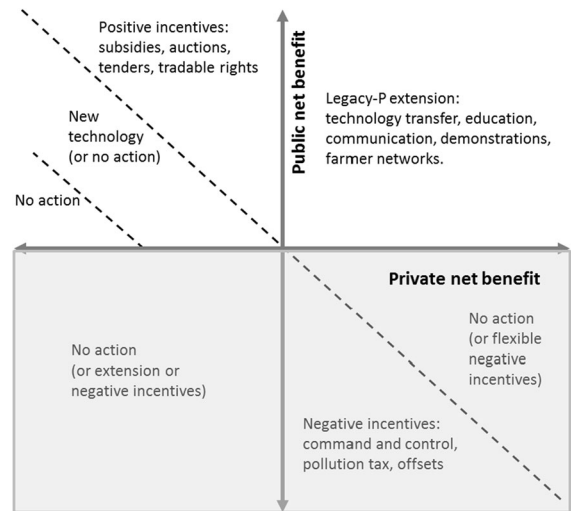 Positive incentives:
subsidies, auctions,
tenders, tradable rights
Public net benefit
Legacy-P extension:
technology transfer, education,
communication, demonstrations,
farmer networks.
New
technology
(or no action)
No action
Private net benefit
No action
(or flexible
negative
incentives)
No action
(or extension or
negative incentives)
Negative incentives:
command and control,
pollution tax, offsets